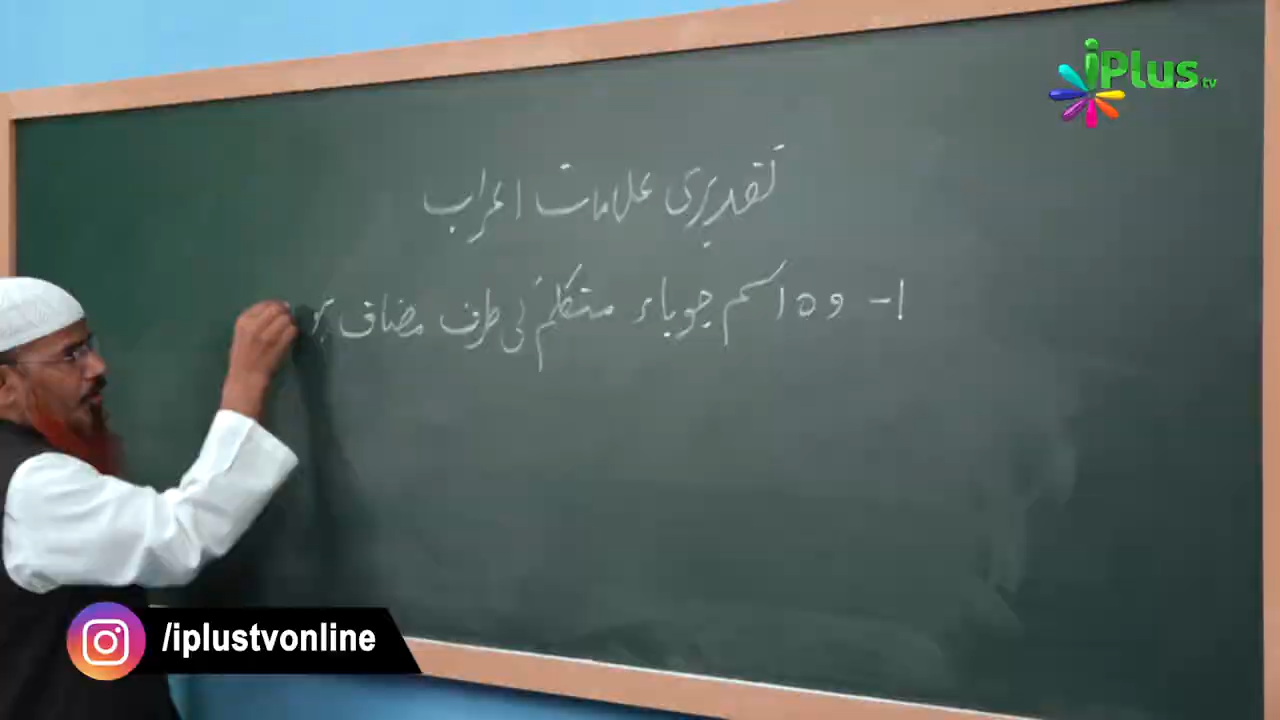 iPlus tv
تقدیری علامات اعراب
۱- وہ اسم جو یاء متکلم کی طرف مضاف ہو
/iplustvonline